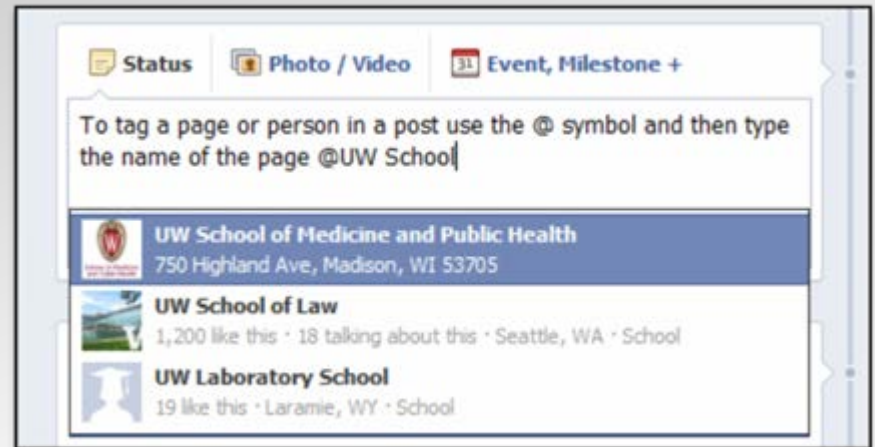 Status Photo / Video 31 Event, Milestone +
To tag a page or person in a post use the @ symbol and then type
the name of the page @UW School
UW School of Medicine and Public Health
750 Highland Ave, Madison, WI 53705
UW School of Law
1,200 like this · 18 talking about this · Seattle, WA · School
UW Laboratory School
19 like this · Laramie, WY · School